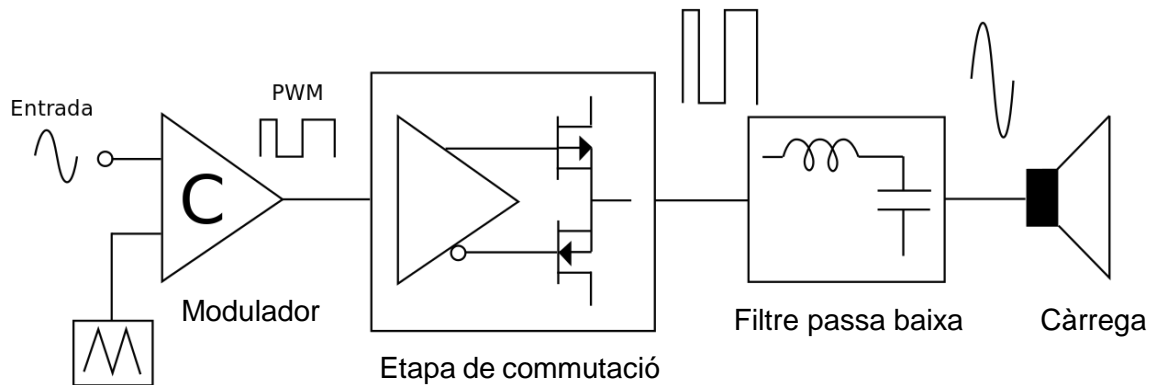 Entrada
PWM
C
Modulador
Etapa de commutació
Filtre passa baixa
Càrrega